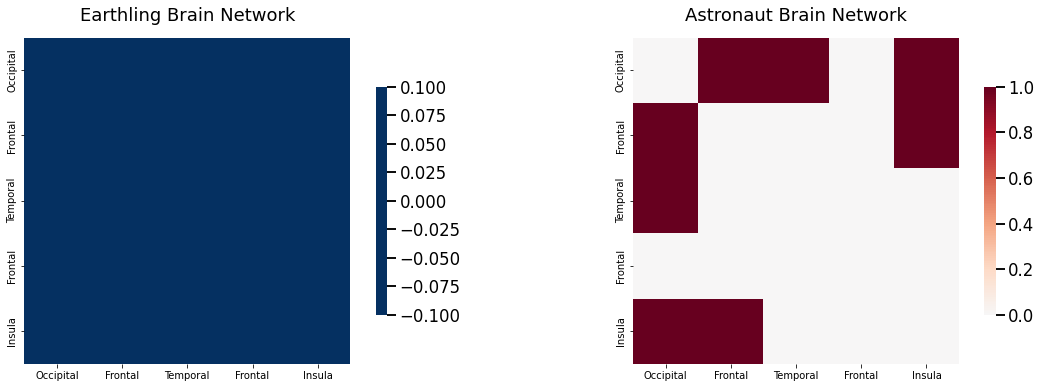 Earthling Brain Network
Occipital
Frontal
Temporal
Frontal
Insula
Occipital Frontal Temporal Frontal Insula
0.100
0.075
0.050
0.025
0.000
−0.025
−0.050
−0.075
−0.100
Astronaut Brain Network
Occipital
Frontal
Temporal
Frontal
Insula
Occipital Frontal Temporal Frontal Insula
1.0
0.8
0.6
0.4
0.2
0.0